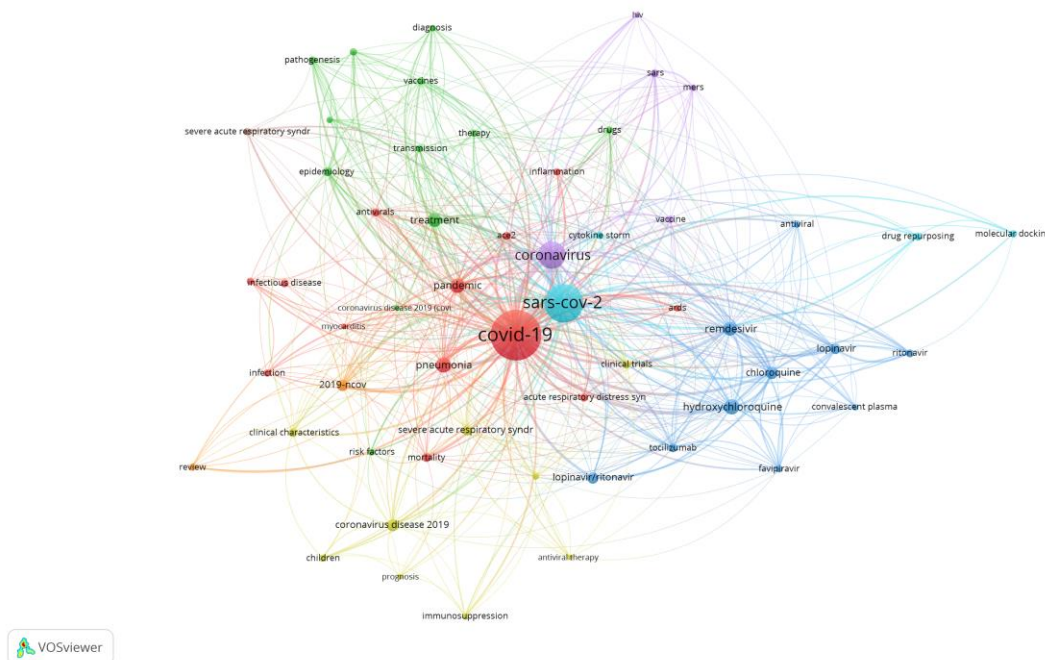 hiv
diagnosis
pathogenesis
sars
vaccines
mers
severe acute respiratory syndr
therapy
drugs
transmission
epidemiology
inflammation
antivirals
treatment
vaccine
antiviral
ace2
cytokine storm
drug repurposing
molecular dockin
coronavirus
infectious disease
pandemic
sars-cov-2
coronavirus disease 2019 (covi
ards
myocarditis
covid-19
remdesivir
lopinavir
ritonavir
pneumonia
clinical trials
infection
chloroquine
2019-ncov
acute respiratory distress syn
hydroxychloroquine
convalescent plasma
clinical characteristics
severe acute respiratory syndr
tocilizumab
risk factors
mortality
review
favipiravir
lopinavir/ritonavir
coronavirus disease 2019
children
antiviral therapy
prognosis
immunosuppression
VOSviewer